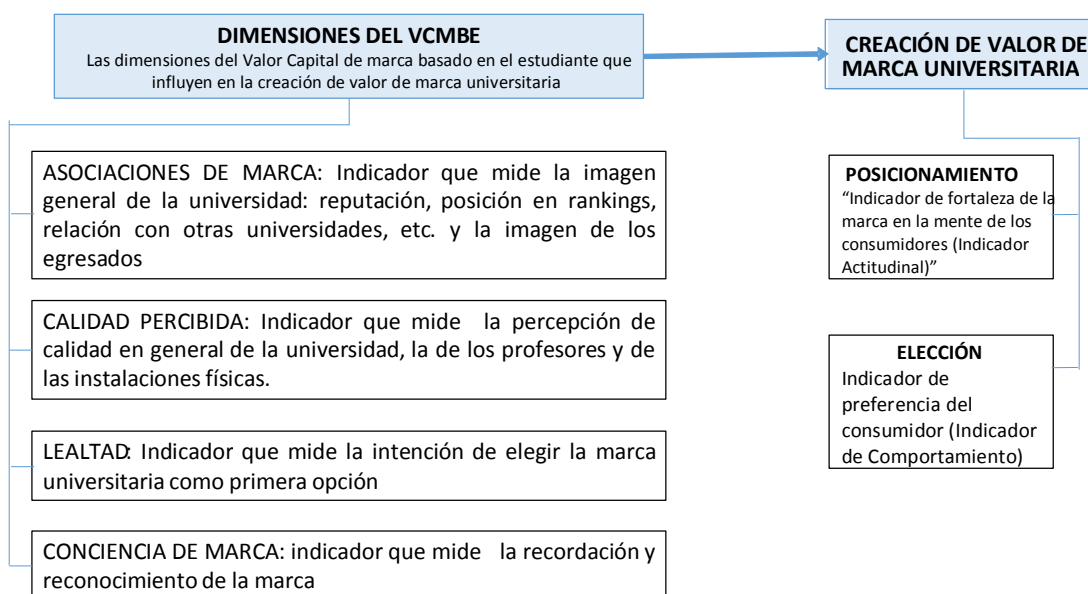 DIMENSIONES DEL VCMBE
Las dimensiones del Valor Capital de marca basado en el estudiante que
influyen en la creación de valor de marca universitaria
CREACIÓN DE VALOR DE
MARCA UNIVERSITARIA
ASOCIACIONES DE MARCA: Indicador que mide la imagen
general de la universidad: reputación, posición en rankings,
relación con otras universidades, etc. y la imagen de los
egresados
CALIDAD PERCIBIDA: Indicador que mide la percepción de
calidad en general de la universidad, la de los profesores y de
las instalaciones físicas.
LEALTAD: Indicador que mide la intención de elegir la marca
universitaria como primera opción
CONCIENCIA DE MARCA: indicador que mide la recordación y
reconocimiento de la marca
POSICIONAMIENTO
“Indicador de fortaleza de la
marca en la mente de los
consumidores (Indicador
Actitudinal)”
ELECCIÓN
Indicador de
preferencia del
consumidor (Indicador
de Comportamiento)